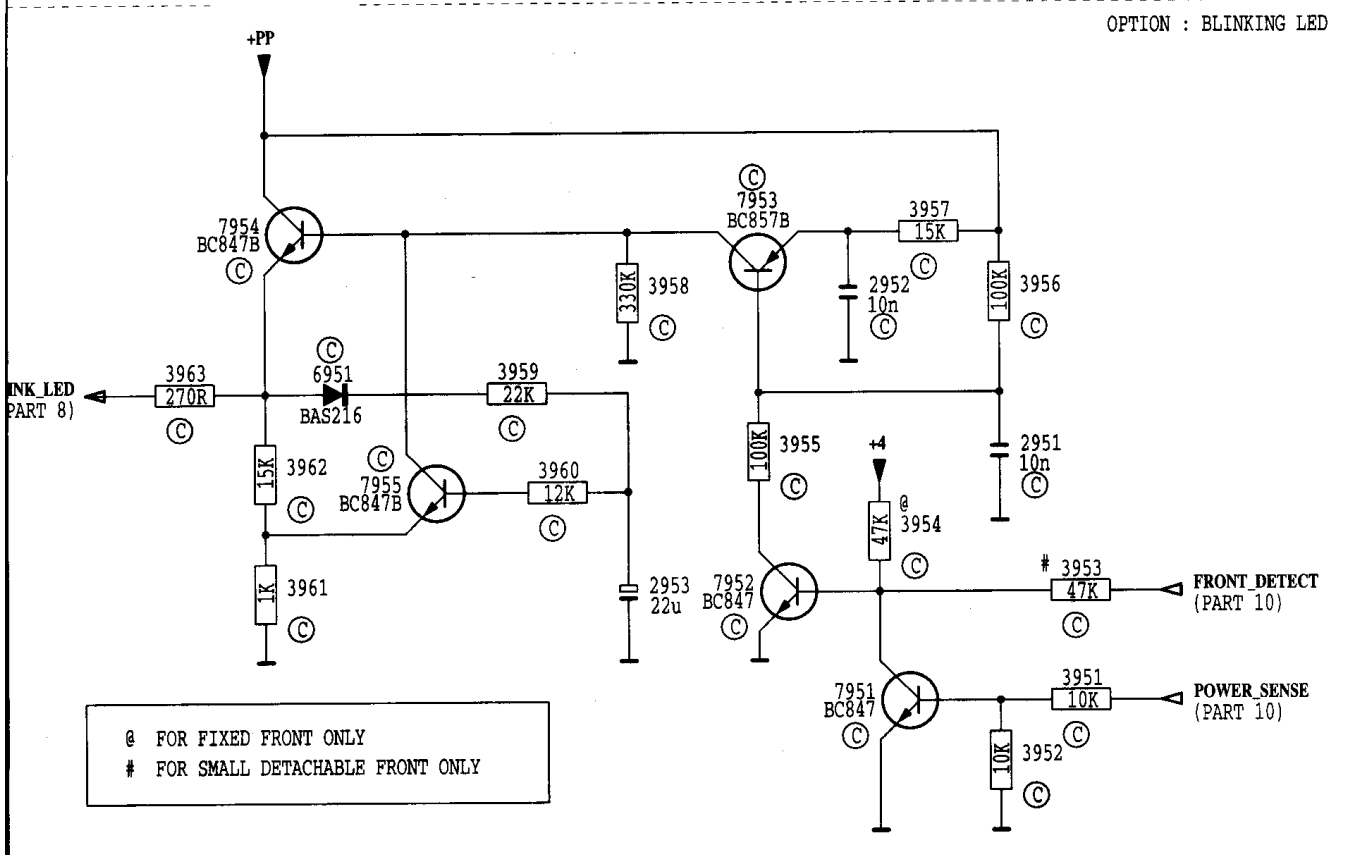 OPTION : BLINKING LED
+PP
C
7953
BC857B
3957
15K
C
7954
BC847B
C
330K
3958
C
2952
10n
C
100K
3956
C
3963
270R
C
INK_LED
PART 8)
C
6951
BAS216
3959
22K
C
15K
3962
C
C
7955
BC847B
3960
12K
C
100K
3955
C
+4
2951
10n
C
@
47K
3954
C
1K
3961
C
2953
22u
7952
BC847
C
#
3953
47K
C
FRONT_DETECT
(PART 10)
7951
BC847
C
3951
10K
C
POWER_SENSE
(PART 10)
10K
3952
C
@ FOR FIXED FRONT ONLY
# FOR SMALL DETACHABLE FRONT ONLY